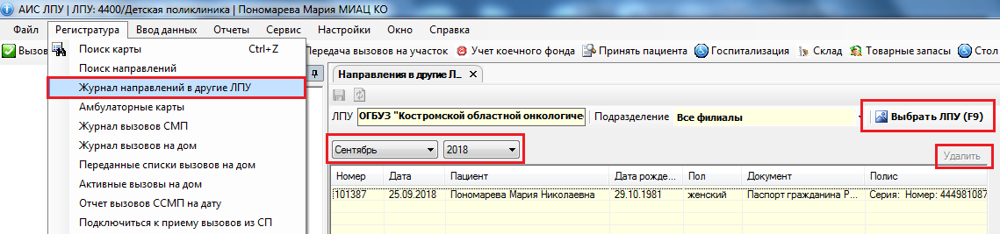 АИС ЛПУ | ЛПУ: 4400/Детская поликлиника | Пономарева Мария МИАЦ КО
Файл Регистратура Ввод данных Отчеты Сервис Настройки Окно Справка
Передача вызовов на участок Учет коечного фонда Принять пациента Госпитализация Склад Товарные запасы Стол
Поиск карты Ctrl+Z
Поиск направлений
Журнал направлений в другие ЛПУ
Амбулаторные карты
Журнал вызовов СМП
Журнал вызовов на дом
Переданные списки вызовов на дом
Активные вызовы на дом
Отчет вызовов ССМП на дату
Подключиться к приему вызовов из СП
Направления в другие Л...
ЛПУ ОГБУЗ "Костромской областной онкологиче Подразделение Все филиалы Выбрать ЛПУ (F9)
Сентябрь 2018
Удалить
Номер Дата Пациент Дата рожде... Пол Документ Полис
101387 25.09.2018 Пономарева Мария Николаевна 29.10.1981 женский Паспорт гражданина Р... Серия: Номер: 444981087